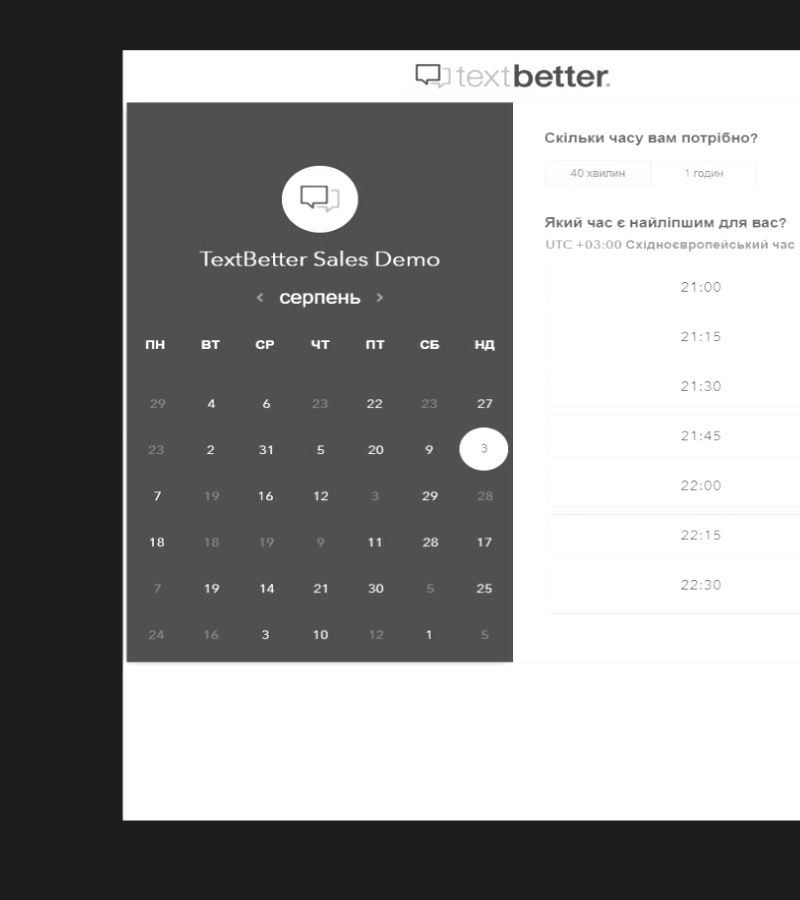 textbetter.
TextBetter Sales Demo
< серпень >
ПН ВТ СР ЧТ ПТ СБ НД
29 4 6 23 22 23 27
23 2 31 5 20 9 3
7 19 16 12 3 29 28
18 18 19 9 11 28 17
7 19 14 21 30 5 25
24 16 3 10 12 1 5
Скільки часу вам потрібно?
40 хвилин 1 годин
Який час є найліпшим для вас?
UTC +03:00 Східноєвропейський час
21:00
21:15
21:30
21:45
22:00
22:15
22:30